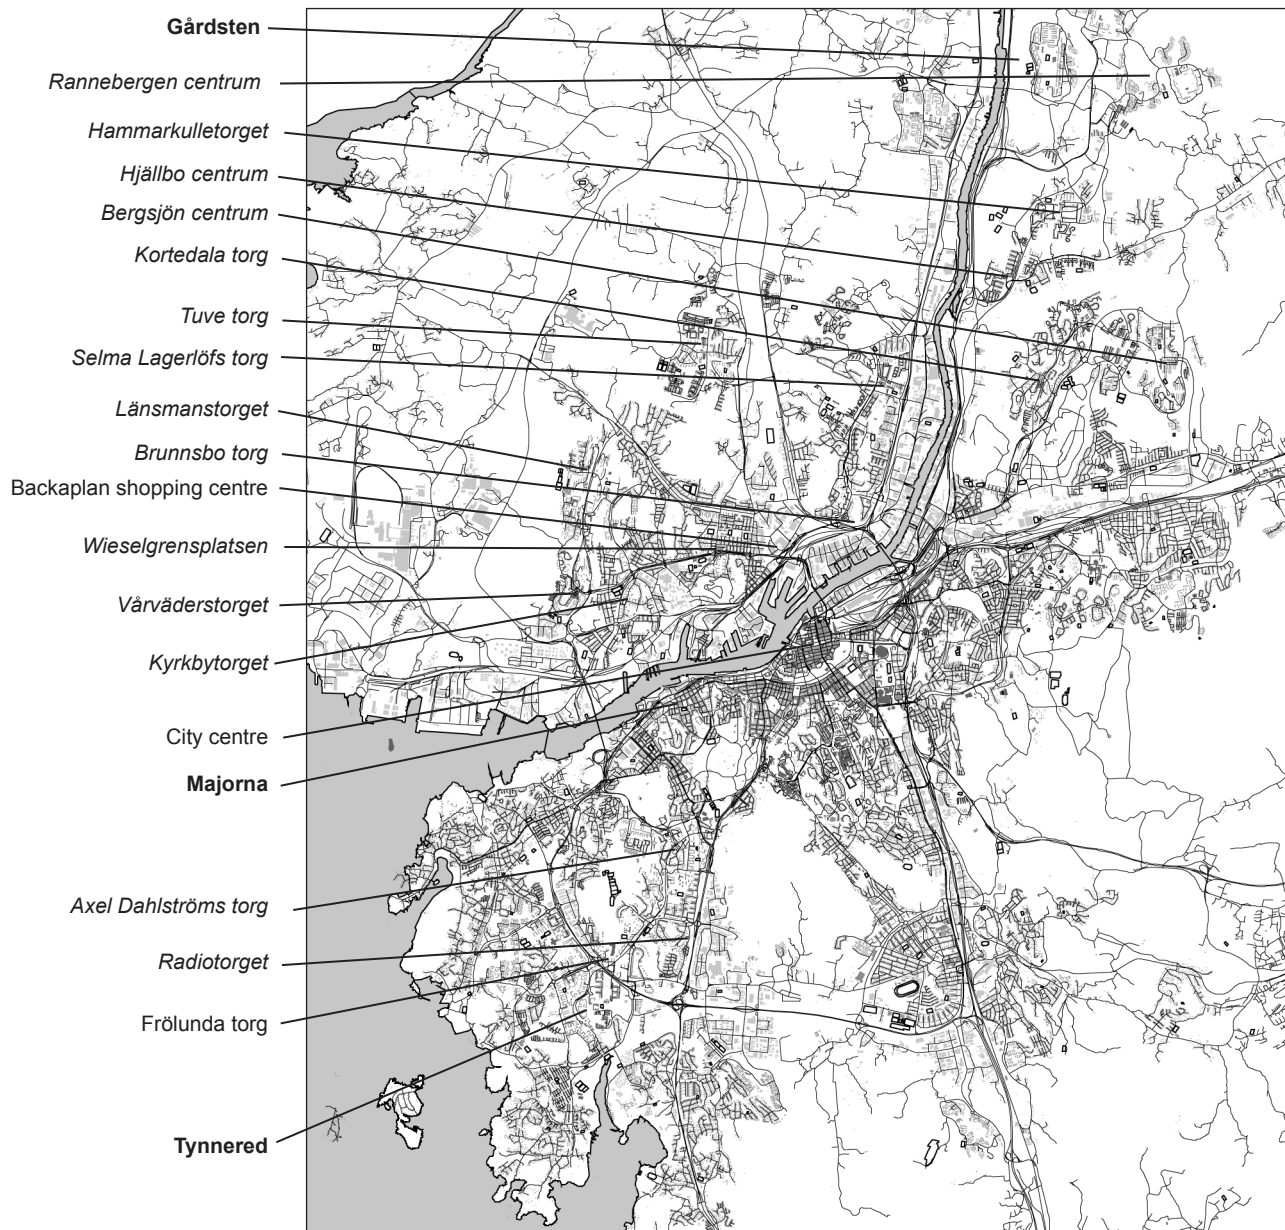 Gårdsten
Rannebergen centrum
Hammarkulletorget
Hjällbo centrum
Bergsjön centrum
Kortedala torg
Tuve torg
Selma Lagerlöfs torg
Länsmanstorget
Brunnsbo torg
Backaplan shopping centre
Wieselgrensplatsen
Vårväderstorget
Kyrkbytorget
City centre
Majorna
Axel Dahlströms torg
Radiotorget
Frölunda torg
Tynnered